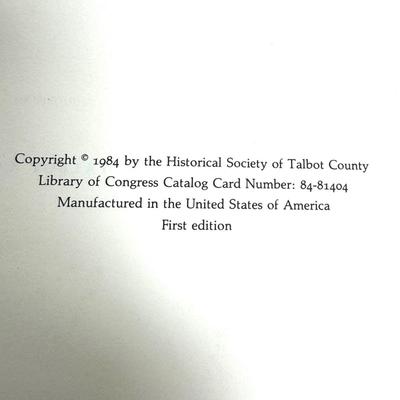 Copyright © 1984 by the Historical Society of Talbot County
Library of Congress Catalog Card Number: 84-81404
Manufactured in the United States of America
First edition